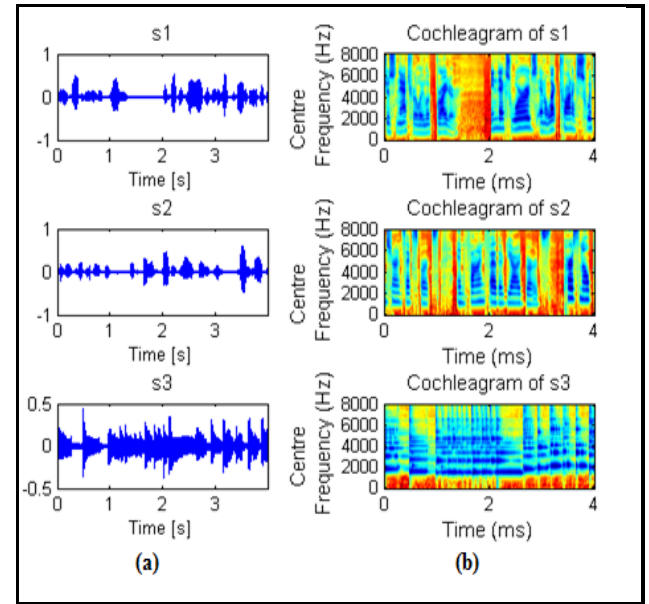 s1
1
0
-1
0 1 2 3
Time [s]
Cochleagram of s1
Centre
Frequency (Hz)
8000
6000
4000
2000
0
0 2 4
Time (ms)
s2
1
0
-1
0 1 2 3
Time [s]
Cochleagram of s2
Centre
Frequency (Hz)
8000
6000
4000
2000
0
0 2 4
Time (ms)
s3
0.5
0
-0.5
0 1 2 3
Time [s]
(a)
Cochleagram of s3
Centre
Frequency (Hz)
8000
6000
4000
2000
0
0 2 4
Time (ms)
(b)